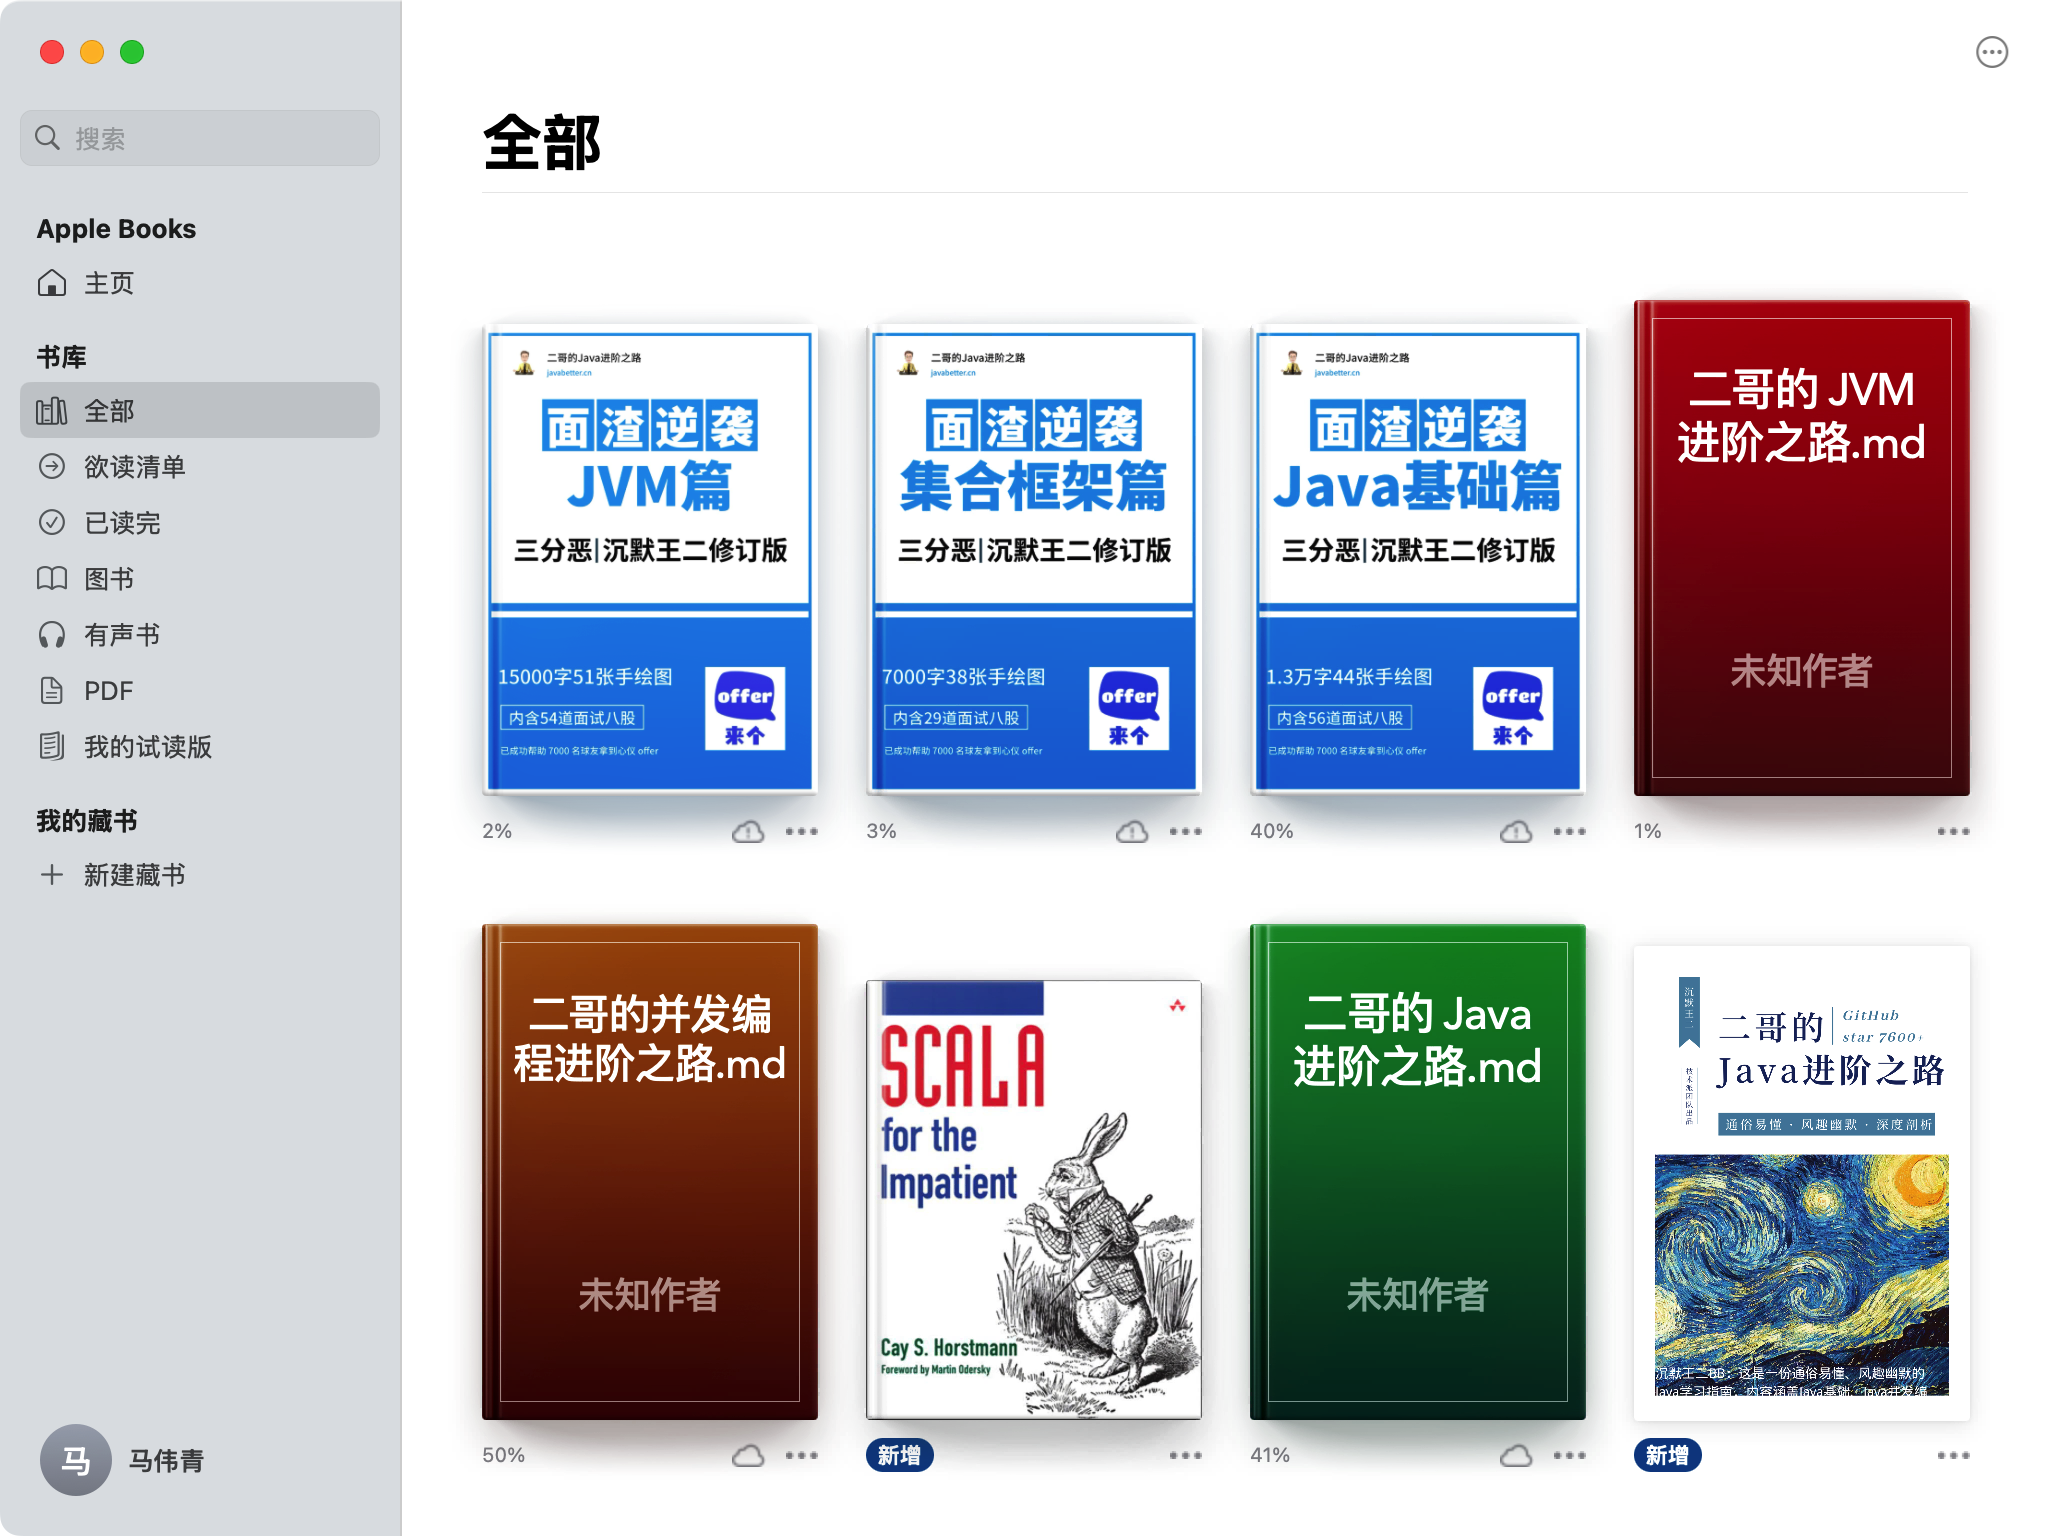 搜索
Apple Books
主页
书库
全部
欲读清单
已读完
图书
有声书
PDF
我的试读版
我的藏书
新建藏书
马
马伟青
全部
二哥的Java进阶之路
javabetter.cn
面渣逆袭
JVM篇
三分恶|沉默王二修订版
15000字51张手绘图
内含54道面试八股
已成功帮助 7000 名球友拿到心仪 offer
offer
来个
2%
二哥的Java进阶之路
javabetter.cn
面渣逆袭
集合框架篇
三分恶|沉默王二修订版
7000字38张手绘图
内含29道面试八股
已成功帮助 7000 名球友拿到心仪 offer
offer
来个
3%
二哥的Java进阶之路
javabetter.cn
面渣逆袭
Java基础篇
三分恶|沉默王二修订版
1.3万字44张手绘图
内含56道面试八股
已成功帮助 7000 名球友拿到心仪 offer
offer
来个
40%
二哥的 JVM
进阶之路.md
未知作者
1%
二哥的并发编
程进阶之路.md
未知作者
50%
SCALA
for the
Impatient
Cay S. Horstmann
Foreword by Martin Odersky
新增
二哥的 Java
进阶之路.md
未知作者
41%
沉默王二
技术派团队出品
二哥的
GitHub
star 7600+
Java进阶之路
通俗易懂 · 风趣幽默 · 深度剖析
沉默王二BB：这是一份通俗易懂、风趣幽默的
Java学习指南，内容涵盖Java基础、Java并发编
新增